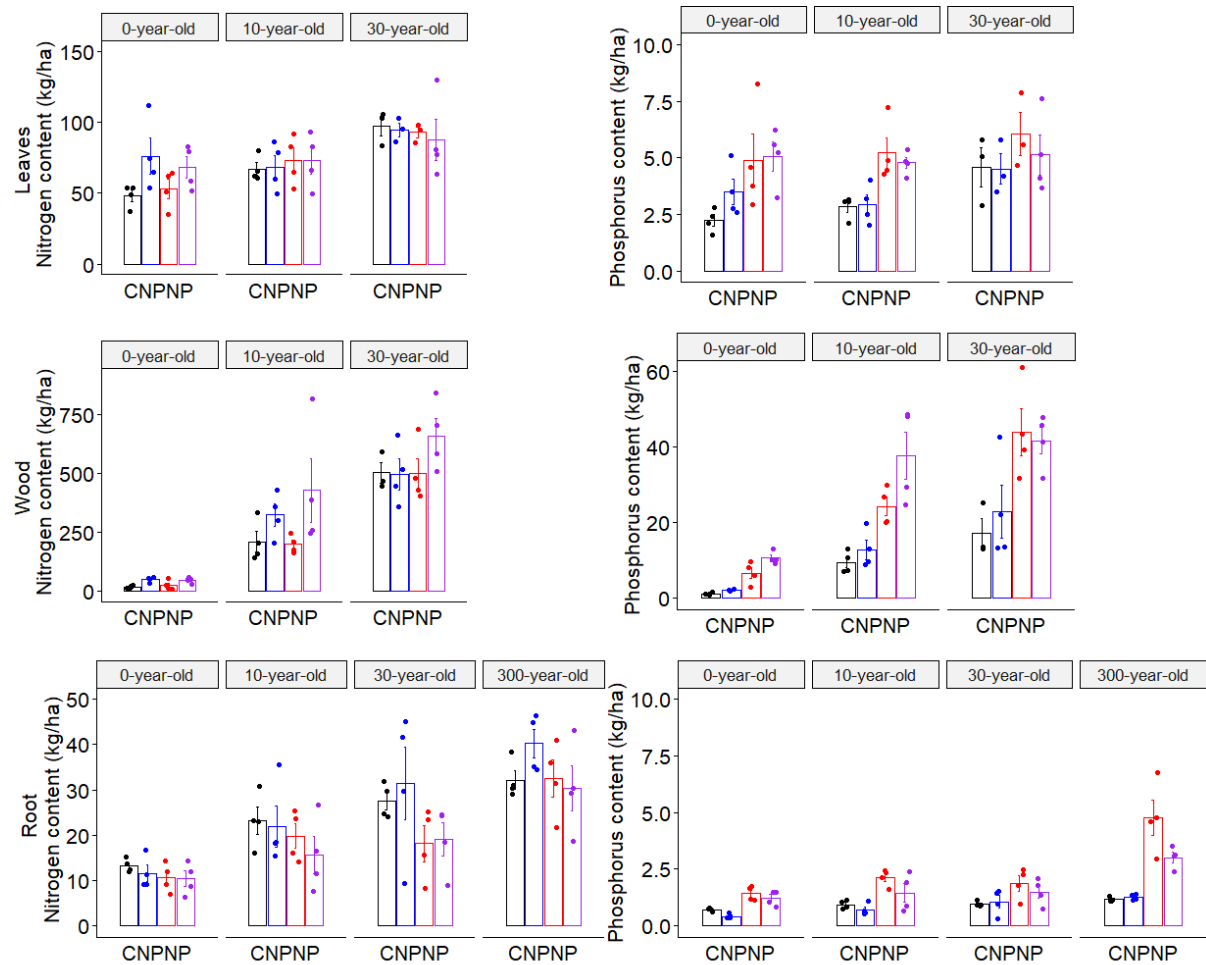 0-year-old 10-year-old 30-year-old
Leaves
Nitrogen content (kg/ha)
150
100
50
0
CNPNP CNPNP CNPNP
0-year-old 10-year-old 30-year-old
Phosphorus content (kg/ha)
10.0
7.5
5.0
2.5
0.0
CNPNP CNPNP CNPNP
0-year-old 10-year-old 30-year-old
Wood
Nitrogen content (kg/ha)
750
500
250
0
CNPNP CNPNP CNPNP
0-year-old 10-year-old 30-year-old
Phosphorus content (kg/ha)
60
40
20
0
CNPNP CNPNP CNPNP
0-year-old 10-year-old 30-year-old 300-year-old
Root
Nitrogen content (kg/ha)
50
40
30
20
10
0
CNPNP CNPNP CNPNP CNPNP
0-year-old 10-year-old 30-year-old 300-year-old
Phosphorus content (kg/ha)
10.0
7.5
5.0
2.5
0.0
CNPNP CNPNP CNPNP CNPNP